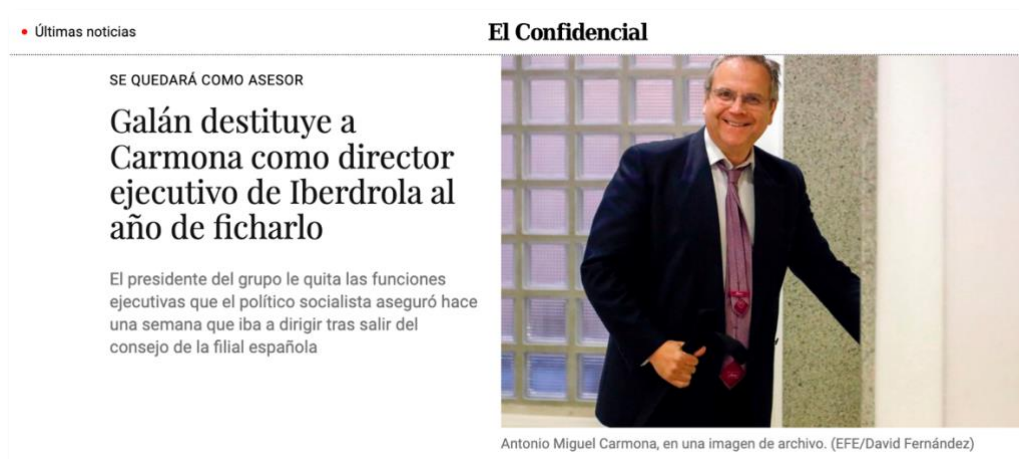 Últimas noticias
El Confidencial
SE QUEDARÁ COMO ASESOR
Galán destituye a
Carmona como director
ejecutivo de Iberdrola al
año de ficharlo
El presidente del grupo le quita las funciones
ejecutivas que el político socialista aseguró hace
una semana que iba a dirigir tras salir del
consejo de la filial española
Antonio Miguel Carmona, en una imagen de archivo. (EFE/David Fernández)